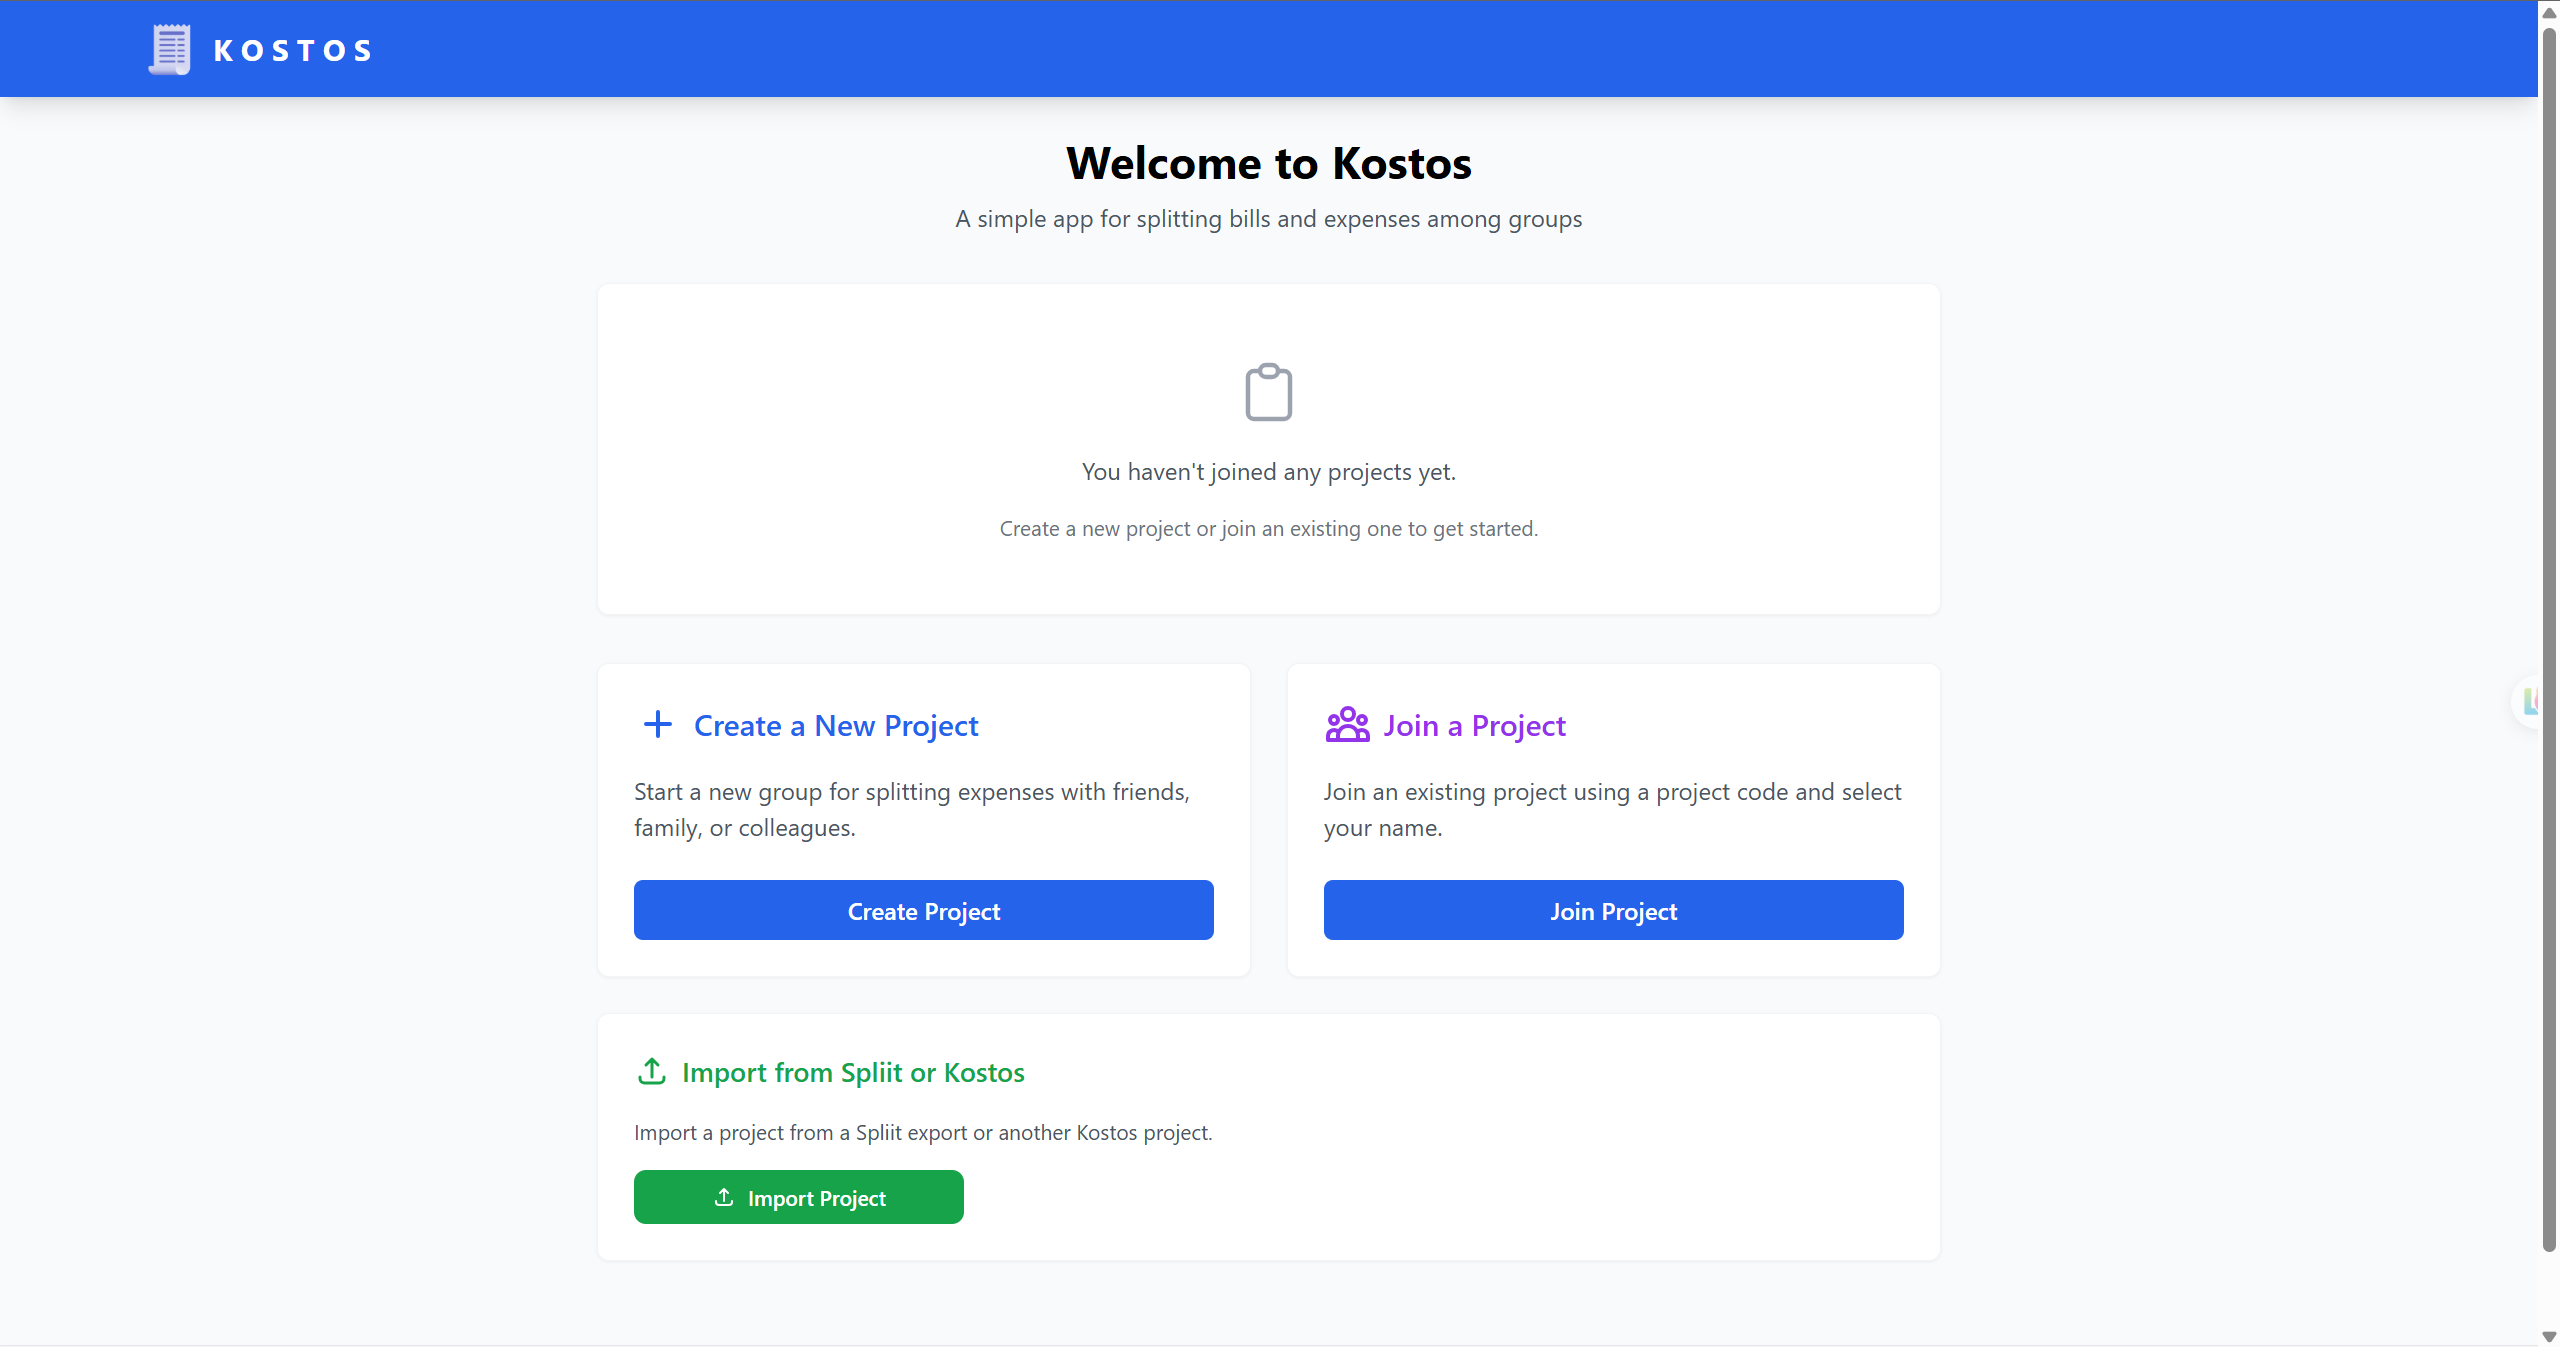 KOSTOS
Welcome to Kostos
A simple app for splitting bills and expenses among groups
You haven't joined any projects yet.
Create a new project or join an existing one to get started.
Create a New Project
Start a new group for splitting expenses with friends,
family, or colleagues.
Create Project
Join a Project
Join an existing project using a project code and select
your name.
Join Project
Import from Spliit or Kostos
Import a project from a Spliit export or another Kostos project.
Import Project